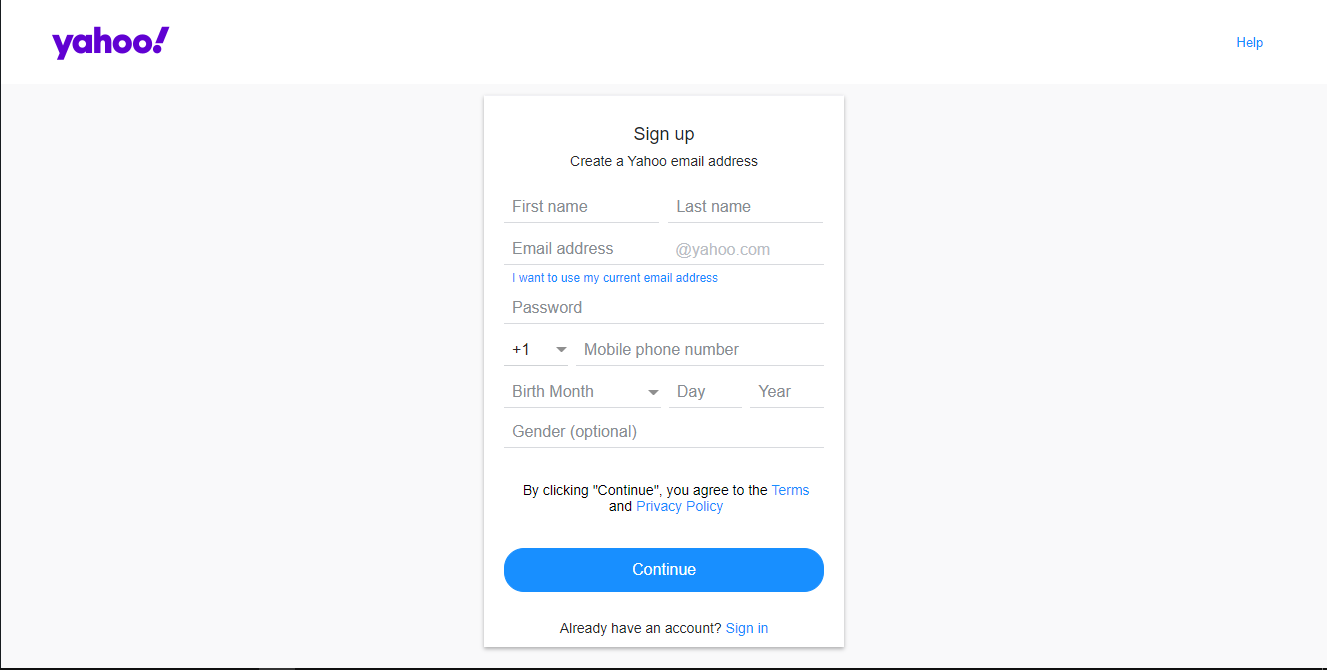 yahoo!
Help
Sign up
Create a Yahoo email address
First name Last name
Email address @yahoo.com
I want to use my current email address
Password
+1 Mobile phone number
Birth Month Day Year
Gender (optional)
By clicking "Continue", you agree to the Terms
and Privacy Policy
Continue
Already have an account? Sign in